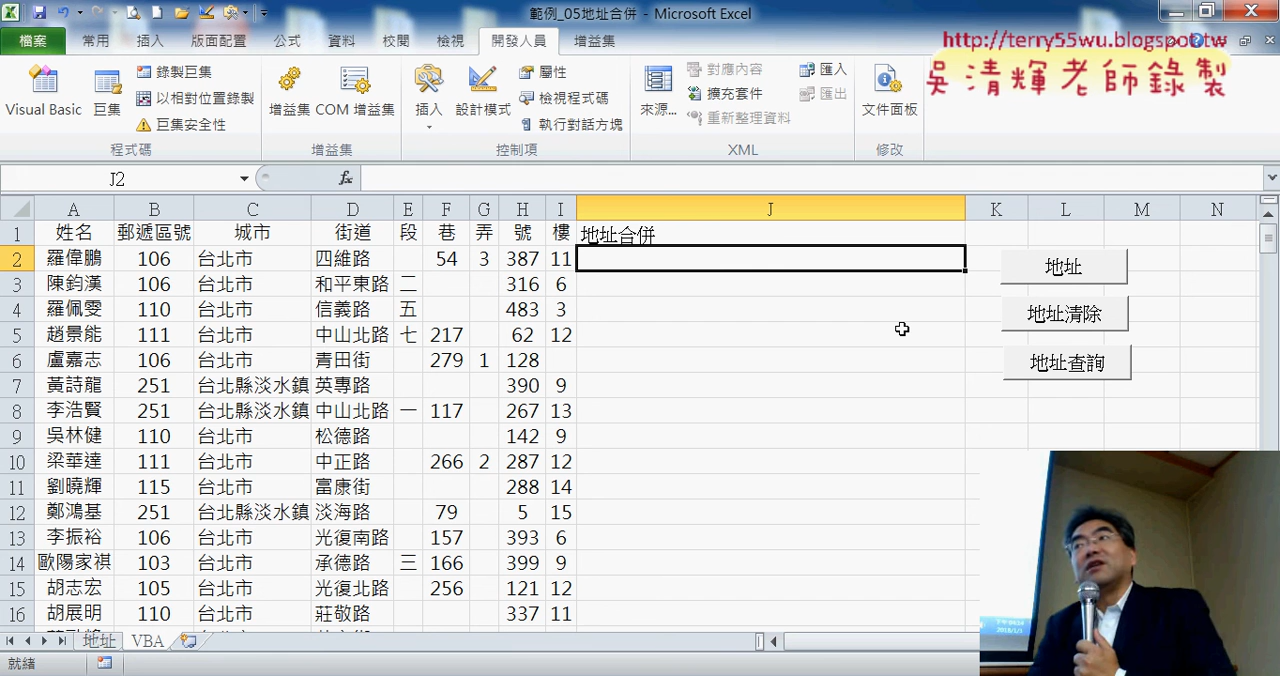 範例_05地址合併 - Microsoft Excel
檔案 常用 插入 版面配置 公式 資料 校閱 檢視 開發人員 增益集
http://terry55wu.blogspot.tw
吳清輝老師錄製
Visual Basic 巨集 錄製巨集 以相對位置錄製 巨集安全性
增益集 COM 增益集 插入 設計模式 屬性 檢視程式碼 執行對話方塊
來源... 對應內容 擴充套件 重新整理資料 匯入 匯出 文件面板
程式碼 增益集 控制項 XML 修改
J2 fx
A B C D E F G H I J K L M N
1 姓名 郵遞區號 城市 街道 段 巷 弄 號 樓 地址合併
2 羅偉鵬 106 台北市 四維路 54 3 387 11
3 陳鈞漢 106 台北市 和平東路 二 316 6
4 羅佩雯 110 台北市 信義路 五 483 3
5 趙景能 111 台北市 中山北路 七 217 62 12
6 盧嘉志 106 台北市 青田街 279 1 128
7 黃詩龍 251 台北縣淡水鎮 英專路 390 9
8 李浩賢 251 台北縣淡水鎮 中山北路 一 117 267 13
9 吳林健 110 台北市 松德路 142 9
10 梁華達 111 台北市 中正路 266 2 287 12
11 劉曉輝 115 台北市 富康街 288 14
12 鄭鴻基 251 台北縣淡水鎮 淡海路 79 5 15
13 李振裕 106 台北市 光復南路 157 393 6
14 歐陽家祺 103 台北市 承德路 三 166 399 9
15 胡志宏 105 台北市 光復北路 256 121 12
16 胡展明 110 台北市 莊敬路 337 11
地址
地址清除
地址查詢
地址 VBA
就緒